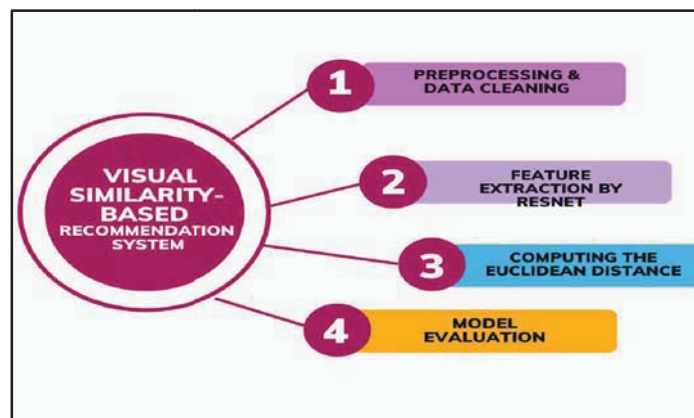 VISUAL
SIMILARITY-
BASED
RECOMMENDATION
SYSTEM
1
PREPROCESSING &
DATA CLEANING
2
FEATURE
EXTRACTION BY
RESNET
3
COMPUTING THE
EUCLIDEAN DISTANCE
4
MODEL
EVALUATION